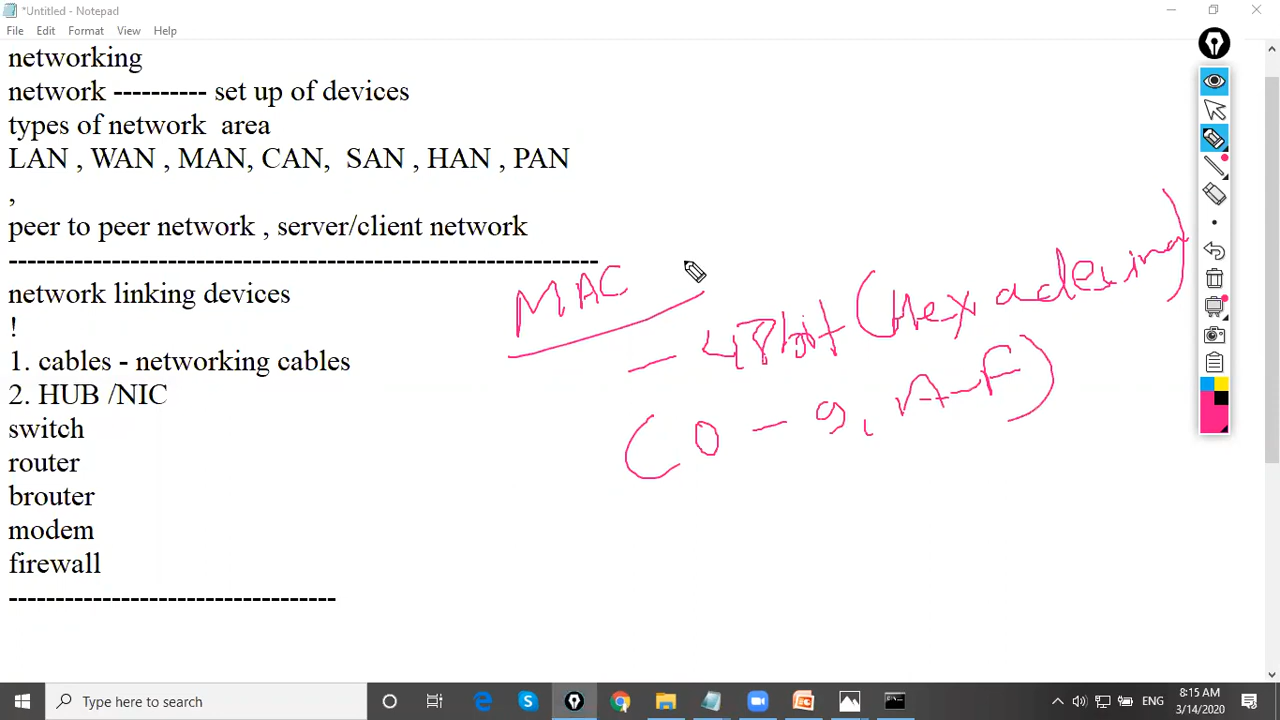 *Untitled - Notepad
File Edit Format View Help
networking
network ---------- set up of devices
types of network area
LAN , WAN , MAN, CAN, SAN , HAN , PAN
,
peer to peer network , server/client network
-------------------------------------------------------------
network linking devices
!
1. cables - networking cables
2. HUB /NIC
switch
router
brouter
modem
firewall
-----------------------------------
MAC
- 48bit (Hexadecimal)
(0 - 9, A-F)
Type here to search
ENG
8:15 AM
3/14/2020